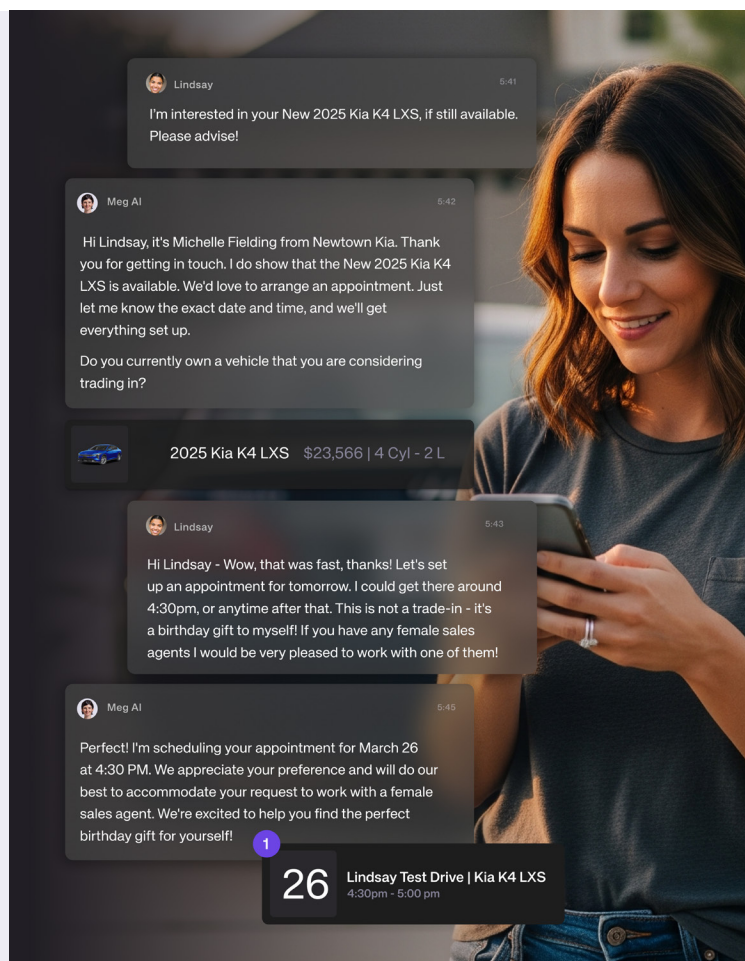 Lindsay 5:41
I'm interested in your New 2025 Kia K4 LXS, if still available.
Please advise!
Meg AI 5:42
Hi Lindsay, it's Michelle Fielding from Newtown Kia. Thank
you for getting in touch. I do show that the New 2025 Kia K4
LXS is available. We'd love to arrange an appointment. Just
let me know the exact date and time, and we'll get
everything set up.
Do you currently own a vehicle that you are considering
trading in?
2025 Kia K4 LXS $23,566 | 4 Cyl - 2 L
Lindsay 5:43
Hi Lindsay - Wow, that was fast, thanks! Let's set
up an appointment for tomorrow. I could get there around
4:30pm, or anytime after that. This is not a trade-in - it's
a birthday gift to myself! If you have any female sales
agents I would be very pleased to work with one of them!
Meg AI 5:45
Perfect! I'm scheduling your appointment for March 26
at 4:30 PM. We appreciate your preference and will do our
best to accommodate your request to work with a female
sales agent. We're excited to help you find the perfect
birthday gift for yourself!
1
26
Lindsay Test Drive | Kia K4 LXS
4:30pm - 5:00 pm